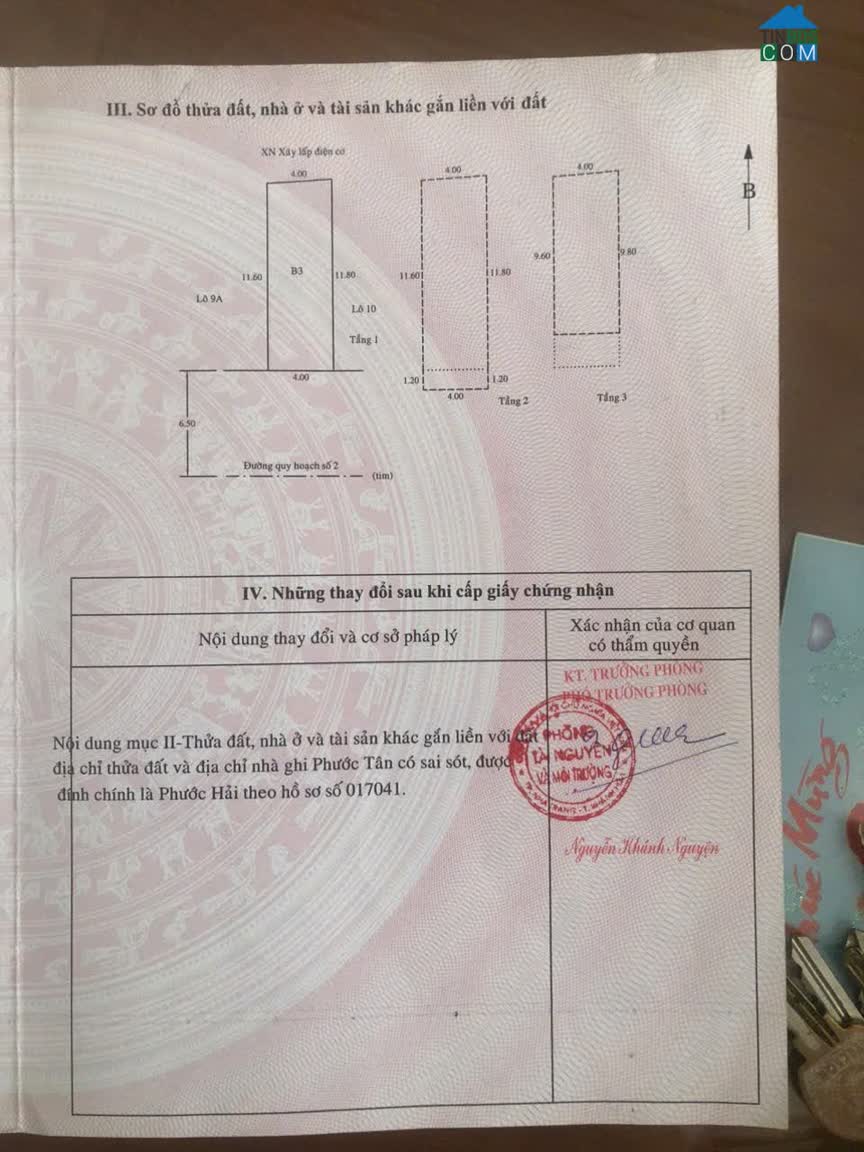 COM
III. Sơ đồ thửa đất, nhà ở và tài sản khác gắn liền với đất
XN Xây lắp điện cơ
4.00
11.60
B3
11.80
Lô 9A
Lô 10
Tầng 1
4.00
6.50
Đường quy hoạch số 2
(tim)
4.00
11.60
11.80
1.20
1.20
4.00
Tầng 2
4.00
9.60
9.80
Tầng 3
B
IV. Những thay đổi sau khi cấp giấy chứng nhận
Nội dung thay đổi và cơ sở pháp lý
Xác nhận của cơ quan
có thẩm quyền
KT. TRƯỞNG PHÒNG
PHÓ TRƯỞNG PHÒNG
Nội dung mục II-Thửa đất, nhà ở và tài sản khác gắn liền với đất
địa chỉ thửa đất và địa chỉ nhà ghi Phước Tân có sai sót, được
đính chính là Phước Hải theo hồ sơ số 017041.
PHÒNG
TÀI NGUYÊN
VÀ MÔI TRƯỜNG
Nguyễn Khánh Nguyên
Mừng